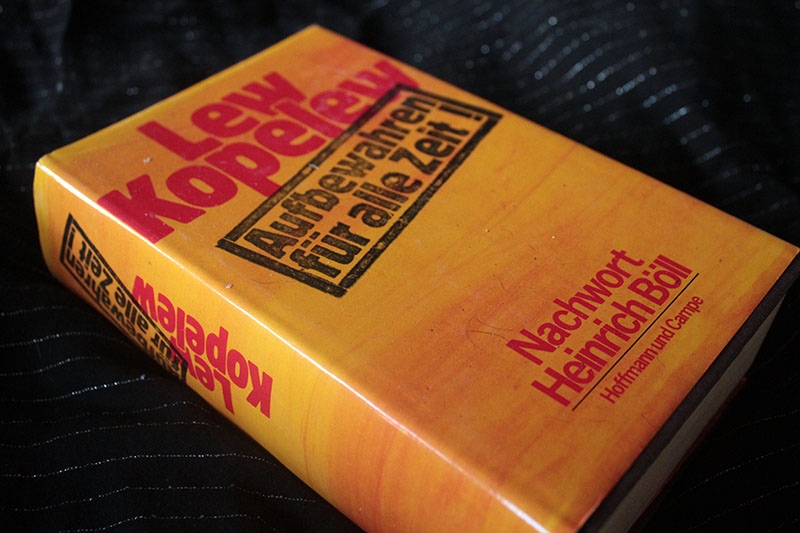 Lew
Kopelew
Aufbewahren
für alle Zeit!
Nachwort
Heinrich Böll
Hoffmann und Campe
Lew
Kopelew
Aufbewahren
für alle Zeit!